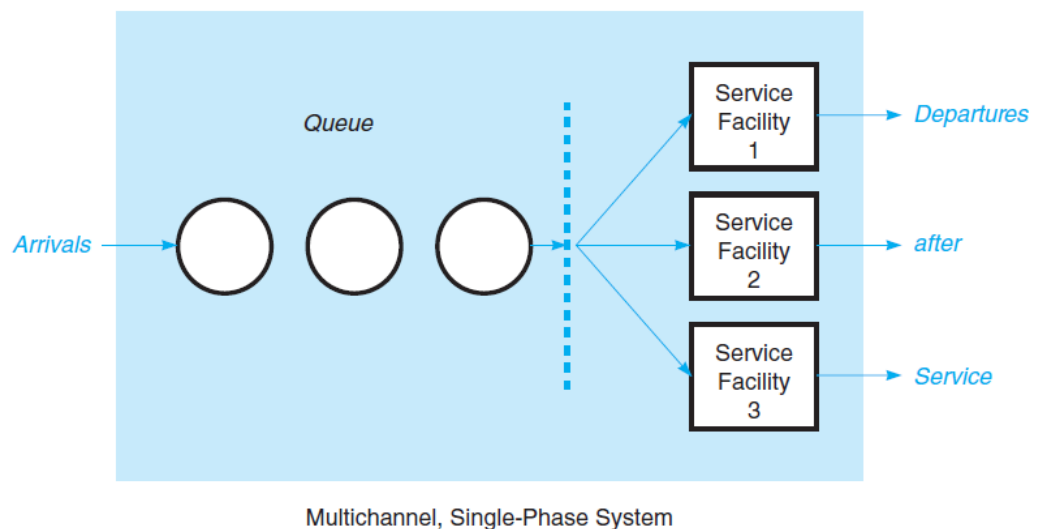 Queue
Arrivals
Service
Facility
1
Departures
Service
Facility
2
after
Service
Facility
3
Service
Multichannel, Single-Phase System